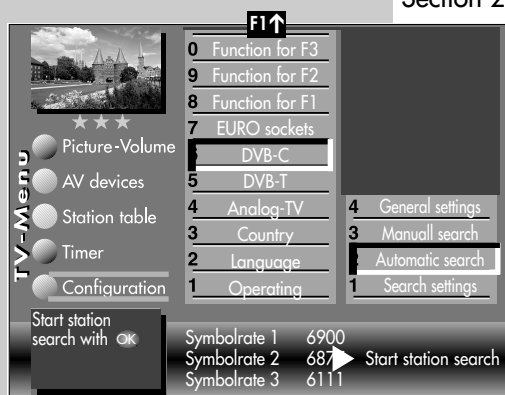 Section 2
F1↑
0 Function for F3
9 Function for F2
8 Function for F1
7 EURO sockets
DVB-C
5 DVB-T
4 Analog-TV
3 Country
2 Language
1 Operating
TV-Menu
Picture-Volume
AV devices
Station table
Timer
Configuration
4 General settings
3 Manuall search
Automatic search
1 Search settings
Start station
search with OK
Symbolrate 1 6900
Symbolrate 2 687
Symbolrate 3 6111
Start station search